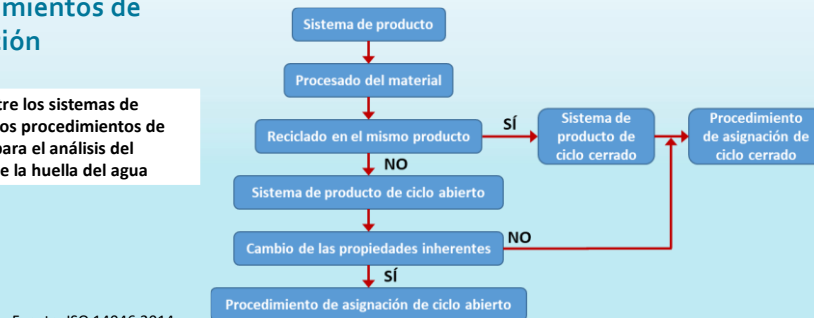 mientos de
ión
tre los sistemas de
os procedimientos de
para el análisis del
e la huella del agua
Sistema de producto
Procesado del material
Reciclado en el mismo producto
SÍ
Sistema de
producto de
ciclo cerrado
Procedimiento
de asignación de
ciclo cerrado
NO
Sistema de producto de ciclo abierto
Cambio de las propiedades inherentes
NO
SÍ
Procedimiento de asignación de ciclo abierto